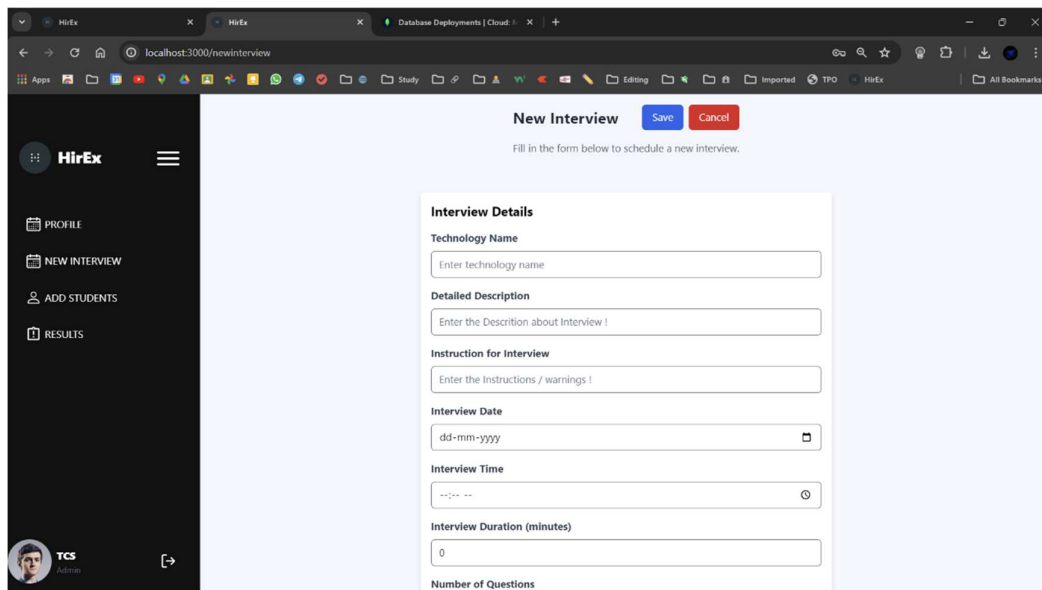 HirEx
HirEx
Database Deployments | Cloud: M
localhost:3000/newinterview
Apps
Study
Editing
Imported
TPO
HirEx
All Bookmarks
HirEx
PROFILE
NEW INTERVIEW
ADD STUDENTS
RESULTS
TCS
Admin
New Interview
Save
Cancel
Fill in the form below to schedule a new interview.
Interview Details
Technology Name
Enter technology name
Detailed Description
Enter the Descrition about Interview !
Instruction for Interview
Enter the Instructions / warnings !
Interview Date
dd-mm-yyyy
Interview Time
--:-- --
Interview Duration (minutes)
0
Number of Questions